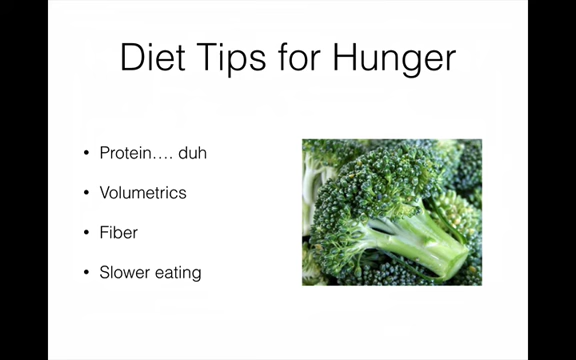 Diet Tips for Hunger
• Protein…. duh
• Volumetrics
• Fiber
• Slower eating